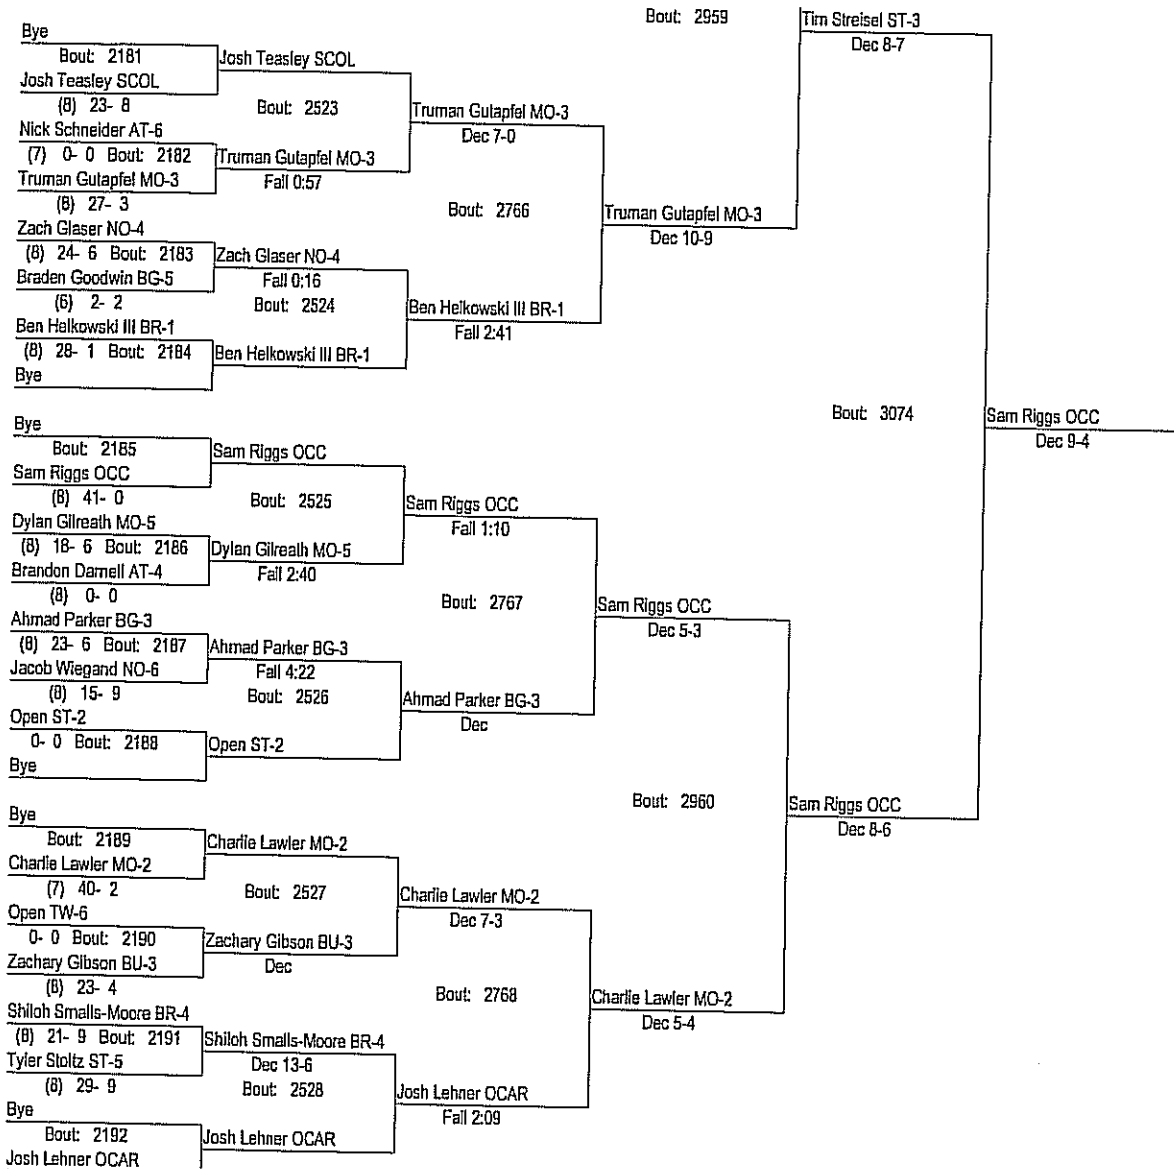 Bout: 2959
Tim Streisel ST-3
Dec 8-7
Bye
Bout: 2181
Josh Teasley SCOL
Josh Teasley SCOL
(8) 23- 8
Bout: 2523
Truman Gutapfel MO-3
Dec 7-0
Nick Schneider AT-6
(7) 0- 0 Bout: 2182
Truman Gutapfel MO-3
Truman Gutapfel MO-3
Fall 0:57
(8) 27- 3
Bout: 2766
Truman Gutapfel MO-3
Dec 10-9
Zach Glaser NO-4
(8) 24- 6 Bout: 2183
Zach Glaser NO-4
Braden Goodwin BG-5
Fall 0:16
(6) 2- 2
Bout: 2524
Ben Helkowski III BR-1
Fall 2:41
Ben Helkowski III BR-1
(8) 28- 1 Bout: 2184
Ben Helkowski III BR-1
Bye
Bout: 3074
Sam Riggs OCC
Dec 9-4
Bye
Bout: 2185
Sam Riggs OCC
Sam Riggs OCC
(8) 41- 0
Bout: 2525
Sam Riggs OCC
Fall 1:10
Dylan Gilreath MO-5
(8) 18- 6 Bout: 2186
Dylan Gilreath MO-5
Brandon Darnell AT-4
Fall 2:40
(8) 0- 0
Bout: 2767
Sam Riggs OCC
Dec 5-3
Ahmad Parker BG-3
(8) 23- 6 Bout: 2187
Ahmad Parker BG-3
Jacob Wiegand NO-6
Fall 4:22
(8) 15- 9
Bout: 2526
Ahmad Parker BG-3
Dec
Open ST-2
0- 0 Bout: 2188
Open ST-2
Bye
Bout: 2960
Sam Riggs OCC
Dec 8-6
Bye
Bout: 2189
Charlie Lawler MO-2
Charlie Lawler MO-2
(7) 40- 2
Bout: 2527
Charlie Lawler MO-2
Dec 7-3
Open TW-6
0- 0 Bout: 2190
Zachary Gibson BU-3
Zachary Gibson BU-3
Dec
(8) 23- 4
Bout: 2768
Charlie Lawler MO-2
Dec 5-4
Shiloh Smalls-Moore BR-4
(8) 21- 9 Bout: 2191
Shiloh Smalls-Moore BR-4
Tyler Stoltz ST-5
Dec 13-6
(8) 29- 9
Bout: 2528
Josh Lehner OCAR
Fall 2:09
Bye
Bout: 2192
Josh Lehner OCAR
Josh Lehner OCAR